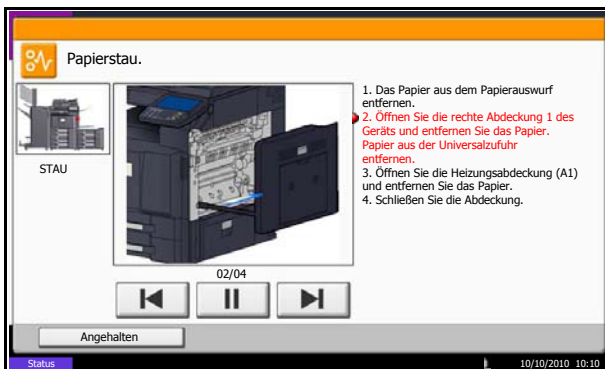 Papierstau.
STAU
02/04
1. Das Papier aus dem Papierauswurf
entfernen.
2. Öffnen Sie die rechte Abdeckung 1 des
Geräts und entfernen Sie das Papier.
Papier aus der Universalzufuhr
entfernen.
3. Öffnen Sie die Heizungsabdeckung (A1)
und entfernen Sie das Papier.
4. Schließen Sie die Abdeckung.
Angehalten
Status
10/10/2010 10:10